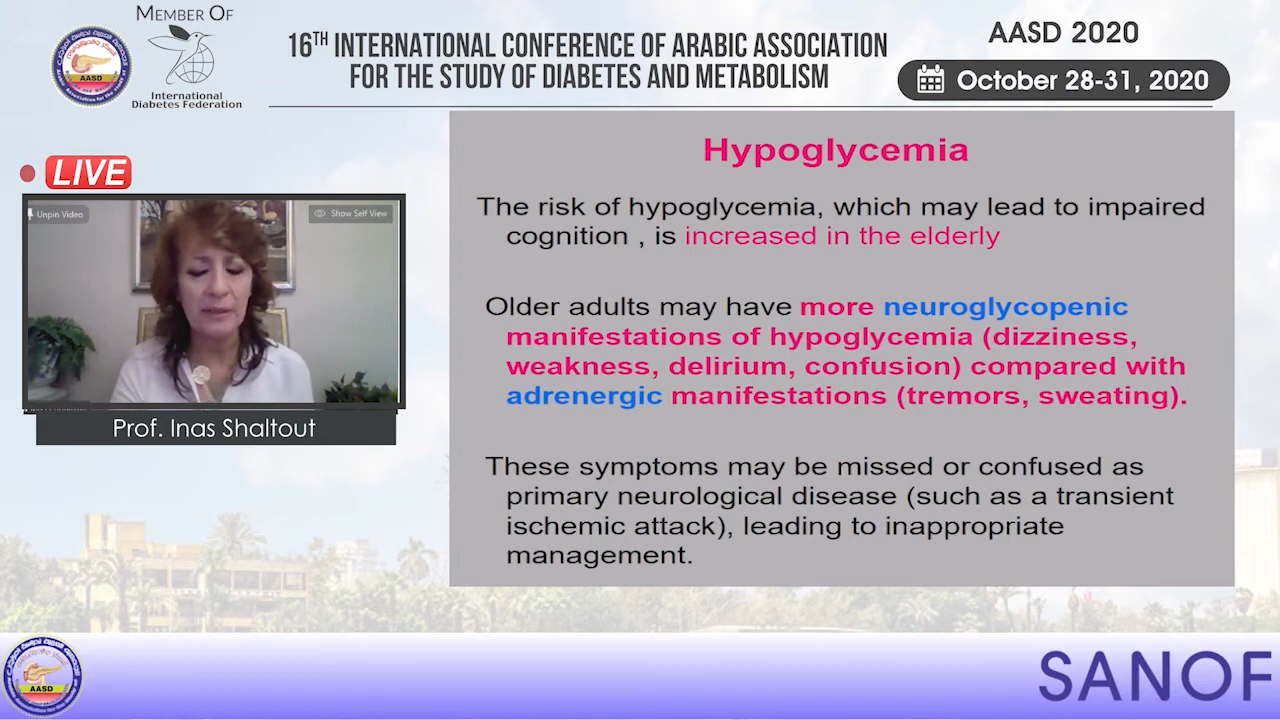 MEMBER OF
International
Diabetes Federation
AASD
16TH INTERNATIONAL CONFERENCE OF ARABIC ASSOCIATION
FOR THE STUDY OF DIABETES AND METABOLISM
AASD 2020
October 28-31, 2020
LIVE
Unpin Video
Show Self View
Prof. Inas Shaltout
Hypoglycemia
The risk of hypoglycemia, which may lead to impaired
cognition , is increased in the elderly
Older adults may have more neuroglycopenic
manifestations of hypoglycemia (dizziness,
weakness, delirium, confusion) compared with
adrenergic manifestations (tremors, sweating).
These symptoms may be missed or confused as
primary neurological disease (such as a transient
ischemic attack), leading to inappropriate
management.
AASD
SANOF